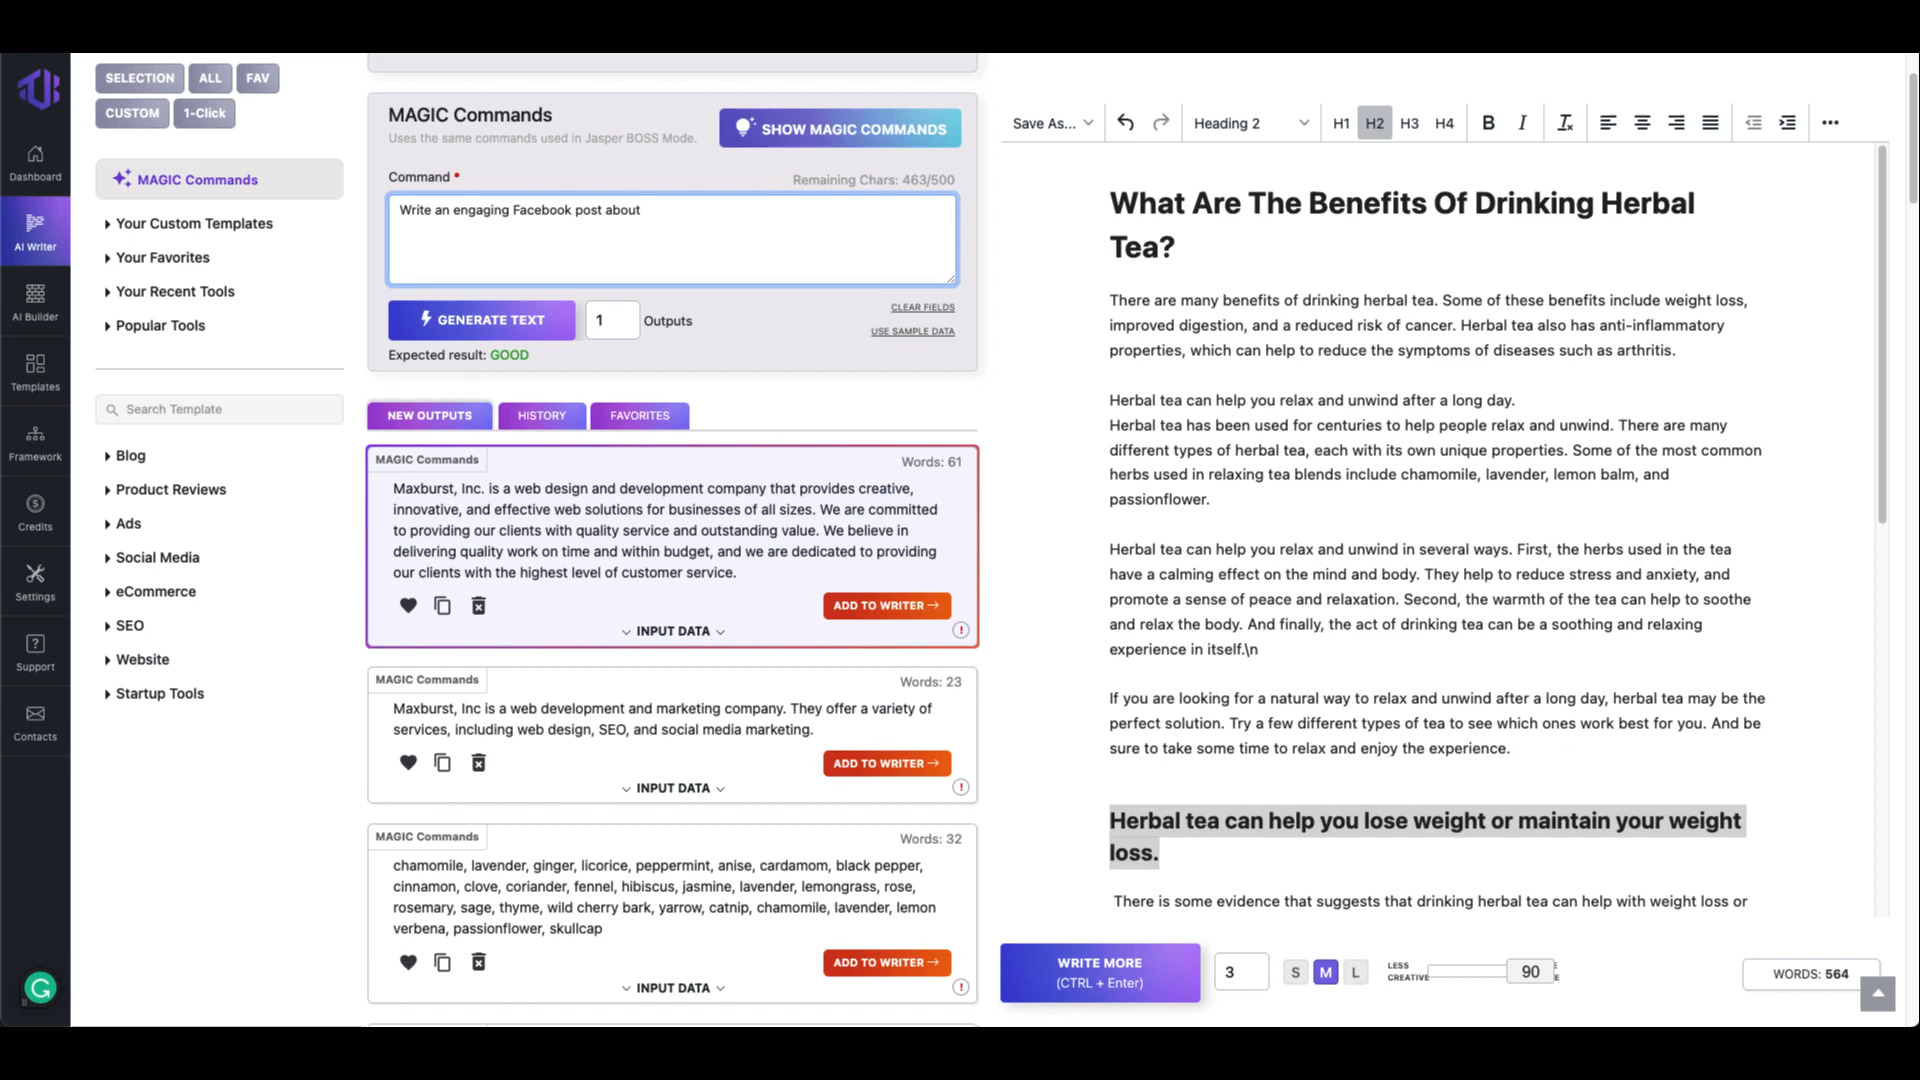 SELECTION ALL FAV
CUSTOM 1-Click
MAGIC Commands
Your Custom Templates
Your Favorites
Your Recent Tools
Popular Tools
Search Template
Blog
Product Reviews
Ads
Social Media
eCommerce
SEO
Website
Startup Tools
Dashboard
AI Writer
AI Builder
Templates
Framework
Credits
Settings
Support
Contacts
MAGIC Commands
Uses the same commands used in Jasper BOSS Mode.
SHOW MAGIC COMMANDS
Command *
Remaining Chars: 463/500
Write an engaging Facebook post about
GENERATE TEXT 1 Outputs
CLEAR FIELDS
USE SAMPLE DATA
Expected result: GOOD
NEW OUTPUTS HISTORY FAVORITES
MAGIC Commands Words: 61
Maxburst, Inc. is a web design and development company that provides creative,
innovative, and effective web solutions for businesses of all sizes. We are committed
to providing our clients with quality service and outstanding value. We believe in
delivering quality work on time and within budget, and we are dedicated to providing
our clients with the highest level of customer service.
ADD TO WRITER
INPUT DATA
MAGIC Commands Words: 23
Maxburst, Inc is a web development and marketing company. They offer a variety of
services, including web design, SEO, and social media marketing.
ADD TO WRITER
INPUT DATA
MAGIC Commands Words: 32
chamomile, lavender, ginger, licorice, peppermint, anise, cardamom, black pepper,
cinnamon, clove, coriander, fennel, hibiscus, jasmine, lavender, lemongrass, rose,
rosemary, sage, thyme, wild cherry bark, yarrow, catnip, chamomile, lavender, lemon
verbena, passionflower, skullcap
ADD TO WRITER
INPUT DATA
Save As... Heading 2 H1 H2 H3 H4 B I
What Are The Benefits Of Drinking Herbal
Tea?
There are many benefits of drinking herbal tea. Some of these benefits include weight loss,
improved digestion, and a reduced risk of cancer. Herbal tea also has anti-inflammatory
properties, which can help to reduce the symptoms of diseases such as arthritis.
Herbal tea can help you relax and unwind after a long day.
Herbal tea has been used for centuries to help people relax and unwind. There are many
different types of herbal tea, each with its own unique properties. Some of the most common
herbs used in relaxing tea blends include chamomile, lavender, lemon balm, and
passionflower.
Herbal tea can help you relax and unwind in several ways. First, the herbs used in the tea
have a calming effect on the mind and body. They help to reduce stress and anxiety, and
promote a sense of peace and relaxation. Second, the warmth of the tea can help to soothe
and relax the body. And finally, the act of drinking tea can be a soothing and relaxing
experience in itself.\n
If you are looking for a natural way to relax and unwind after a long day, herbal tea may be the
perfect solution. Try a few different types of tea to see which ones work best for you. And be
sure to take some time to relax and enjoy the experience.
Herbal tea can help you lose weight or maintain your weight
loss.
There is some evidence that suggests that drinking herbal tea can help with weight loss or
WRITE MORE
(CTRL + Enter)
3 S M L
LESS
CREATIVE
90
WORDS: 564